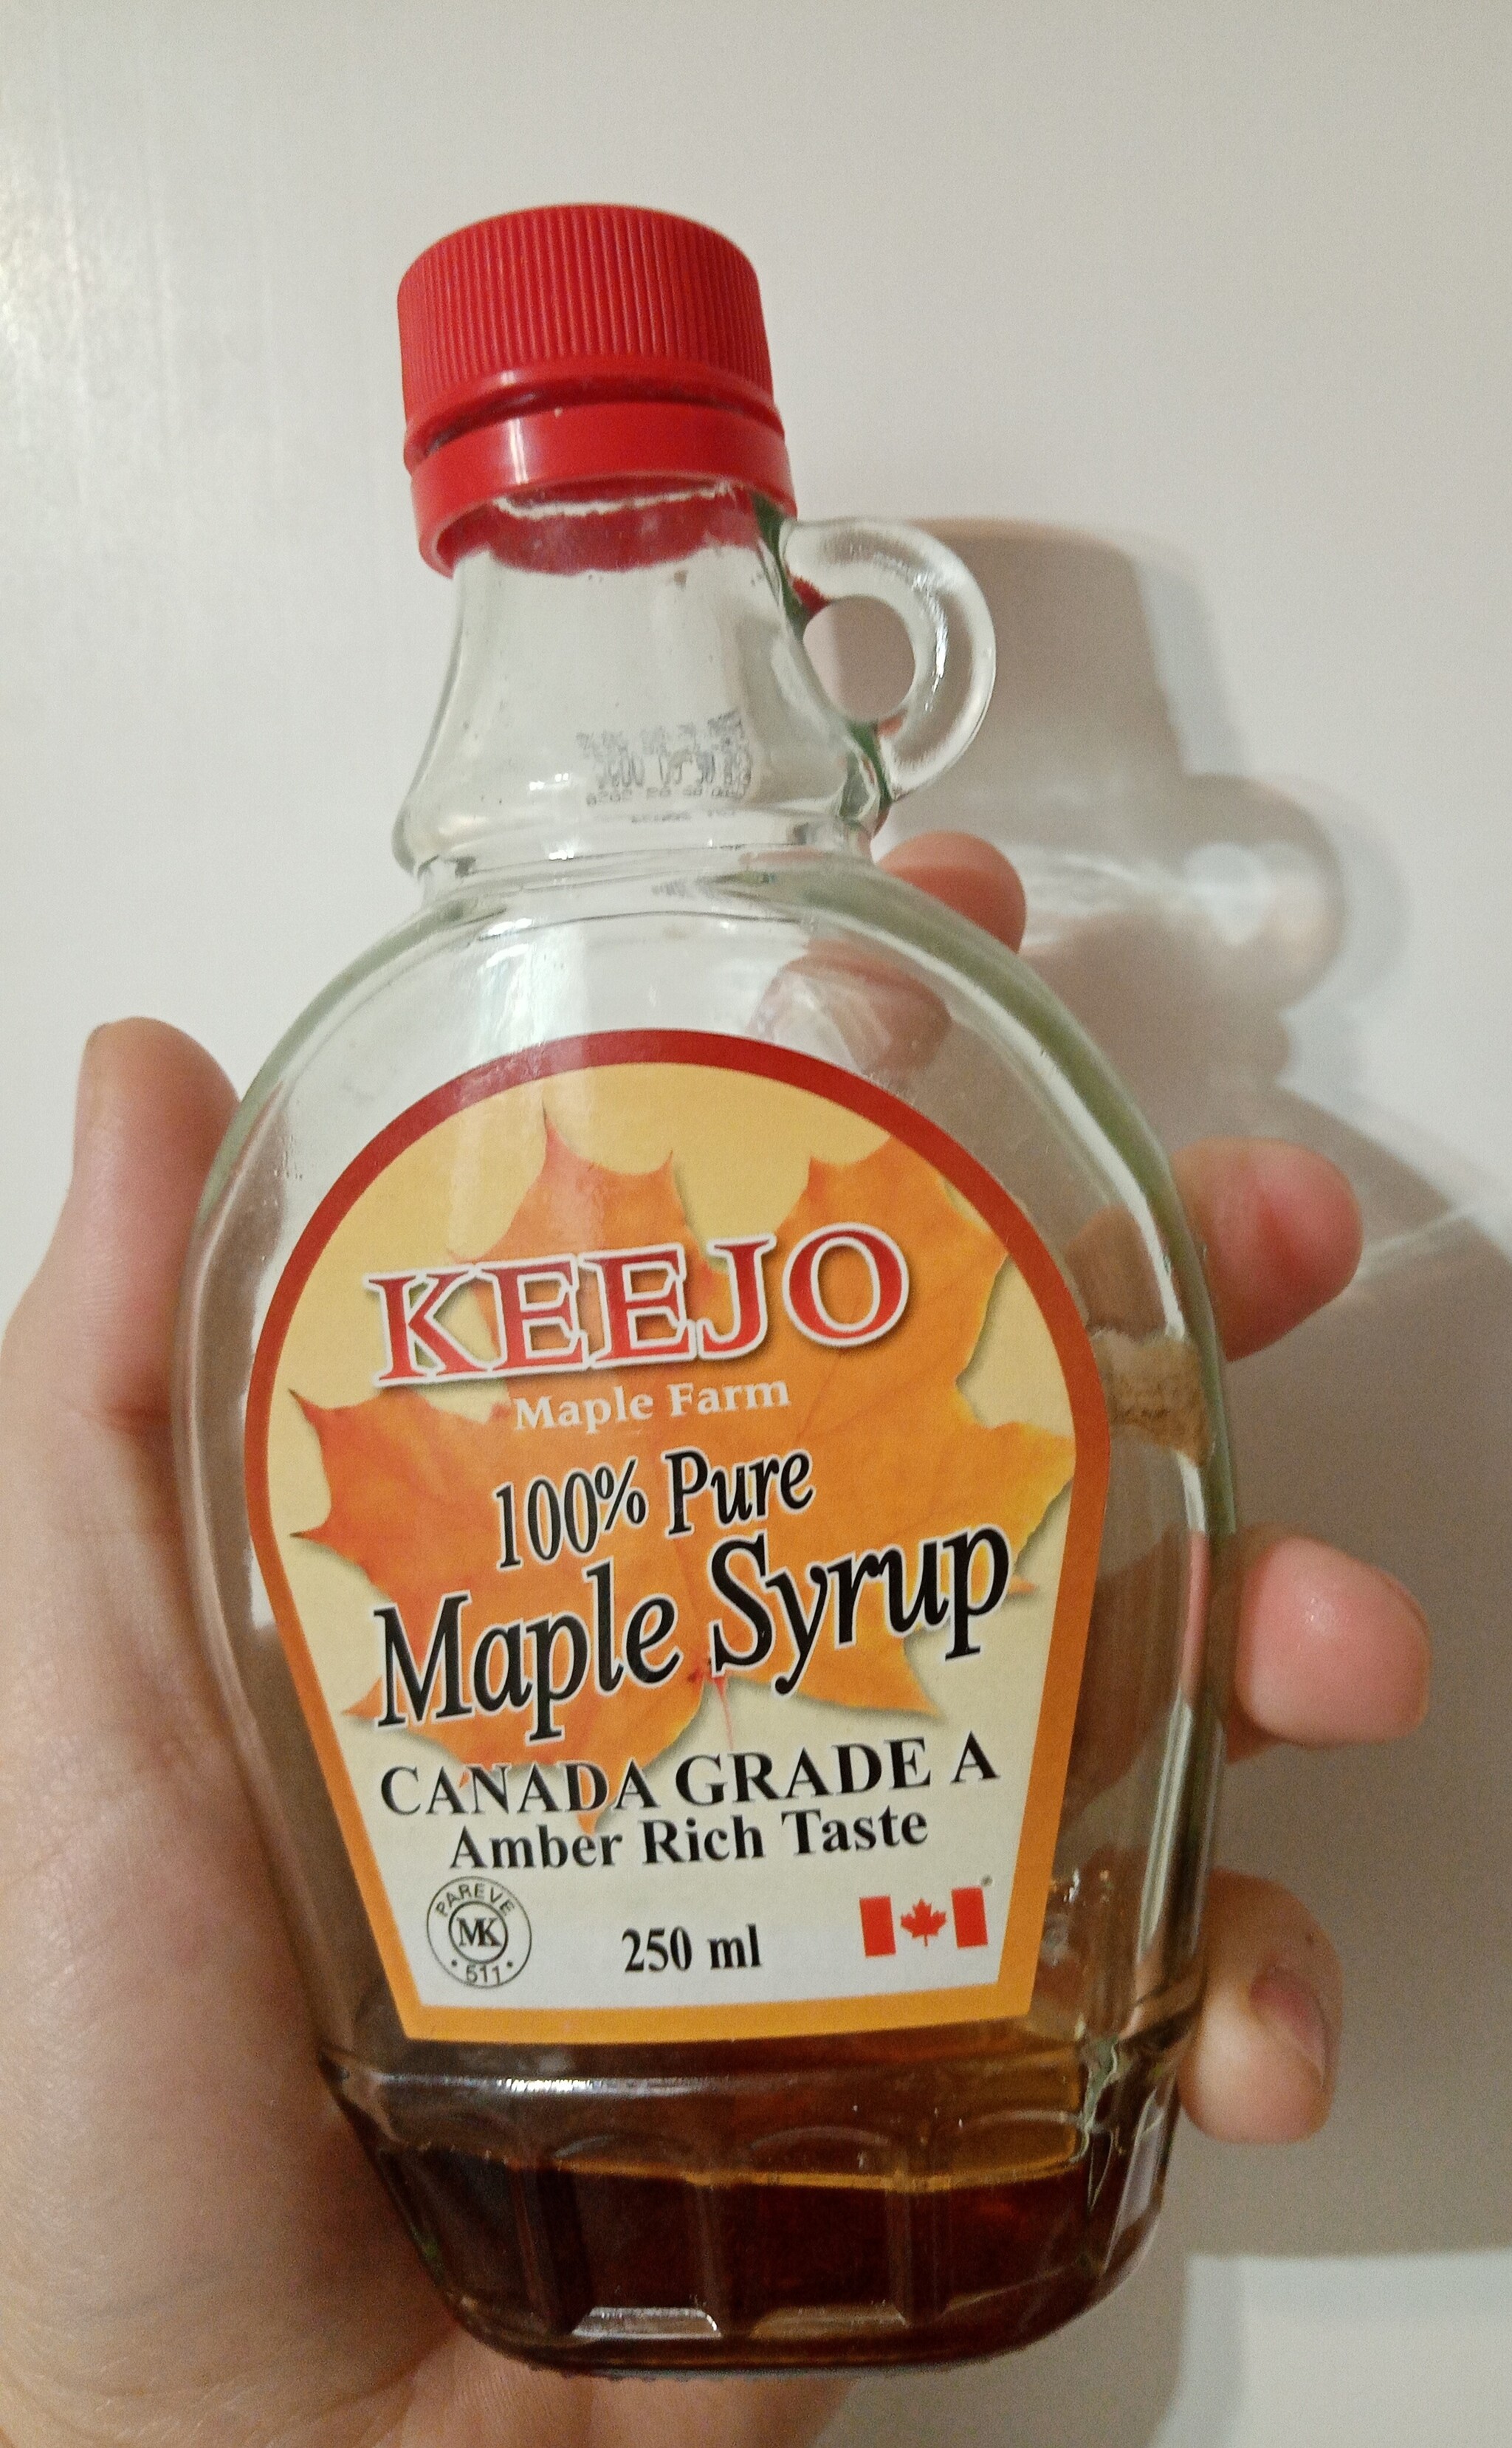 KEEJO
Maple Farm
100% Pure
Maple Syrup
CANADA GRADE A
Amber Rich Taste
PAREVE
MK
• 511 •
250 ml